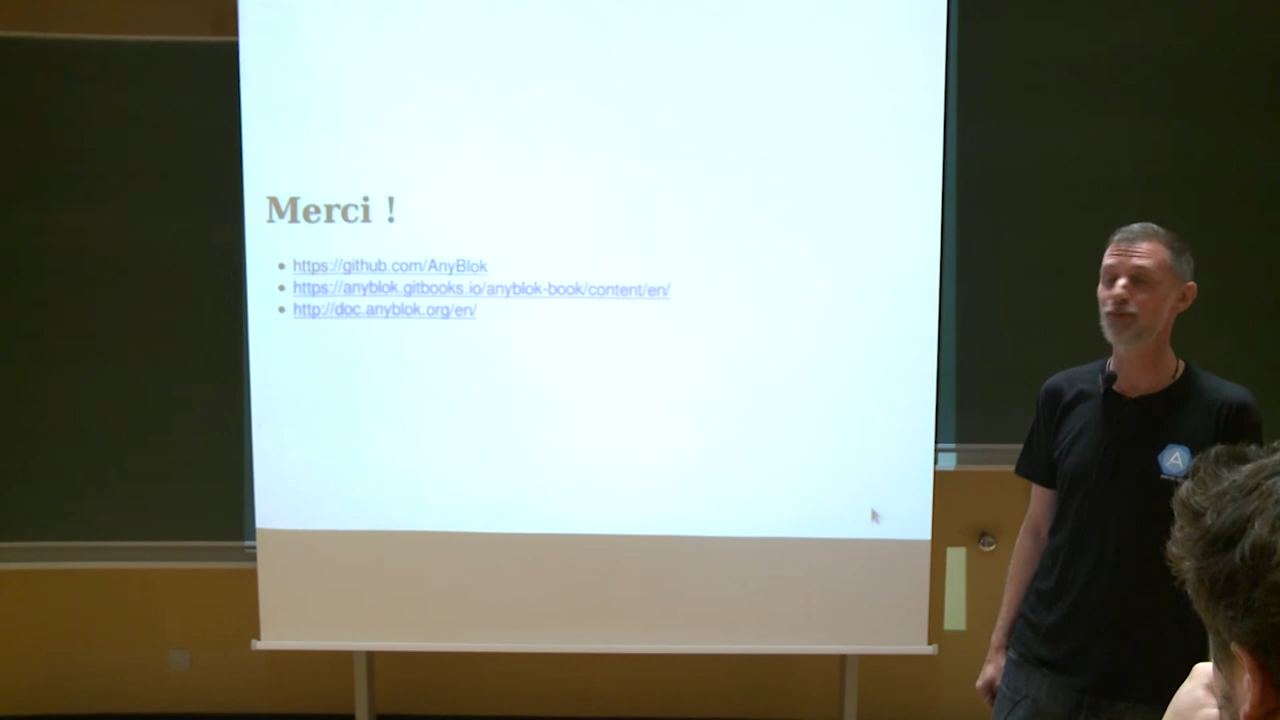 Merci !
https://github.com/AnyBlok
https://anyblok.gitbooks.io/anyblok-book/content/en/
http://doc.anyblok.org/en/
A